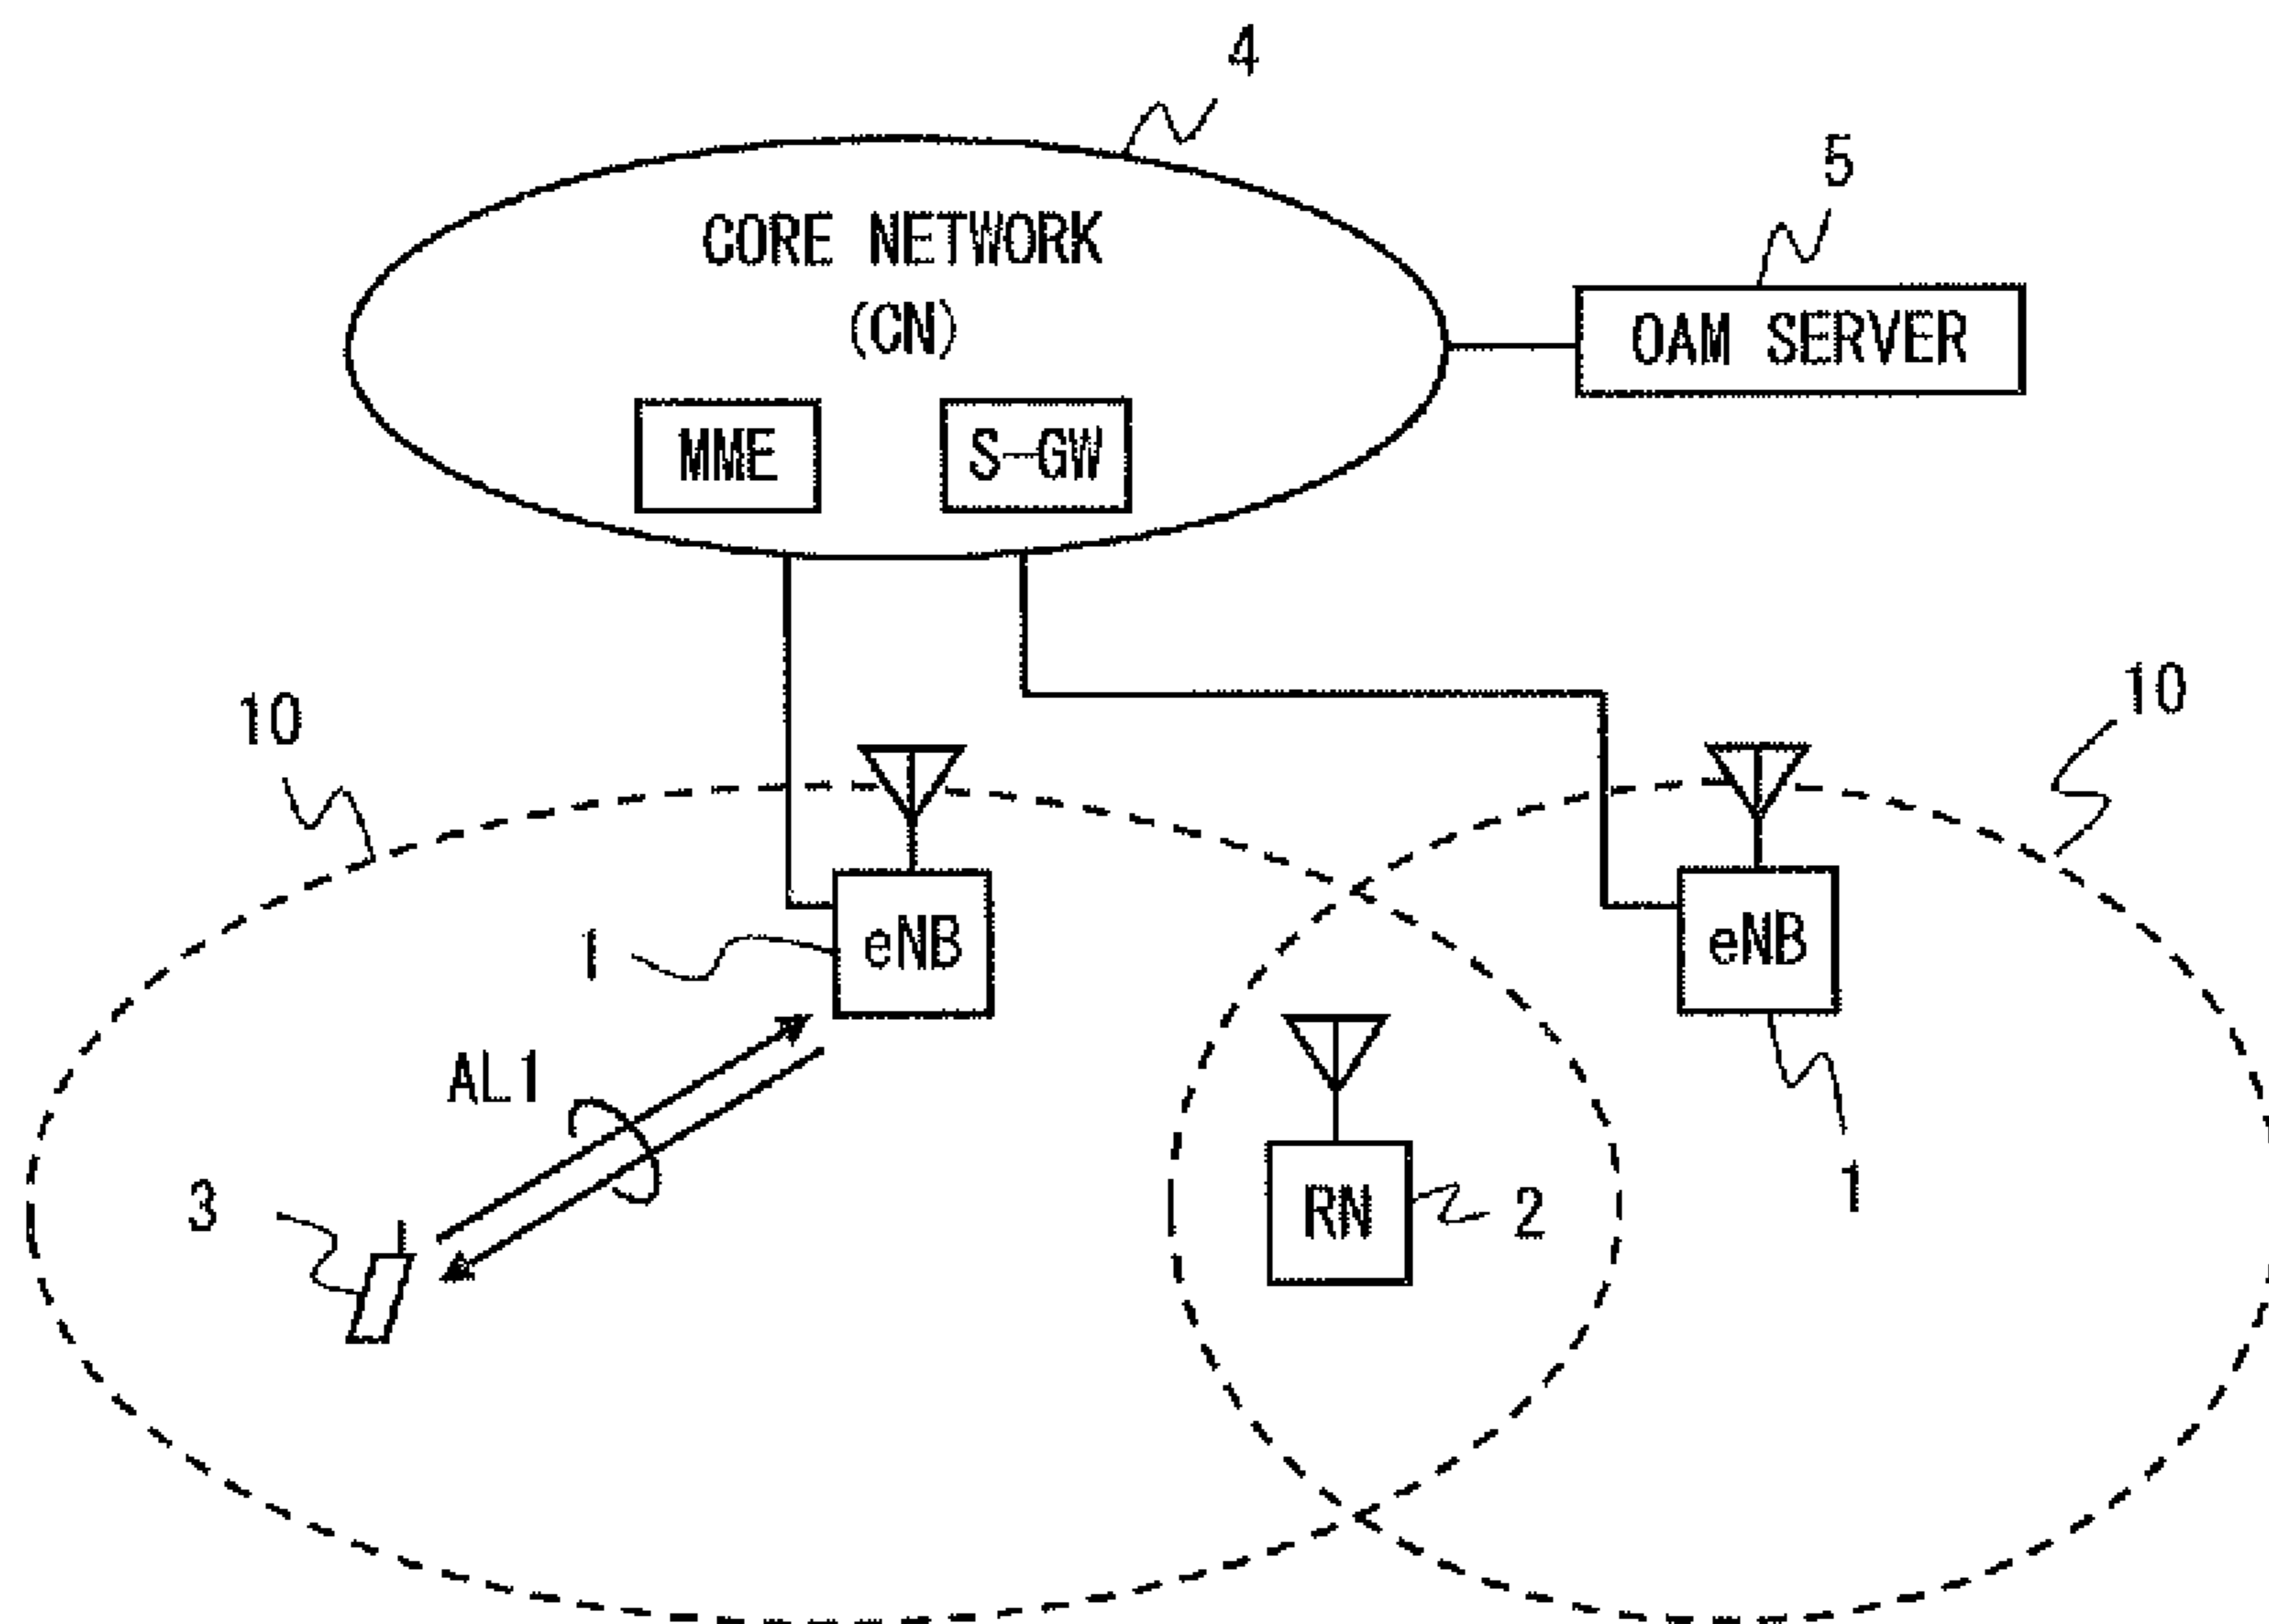 4
5
CORE NETWORK
(CN)
OAM SERVER
MME
S-GW
10
10
1
eNB
eNB
AL1
3
RN
2
1